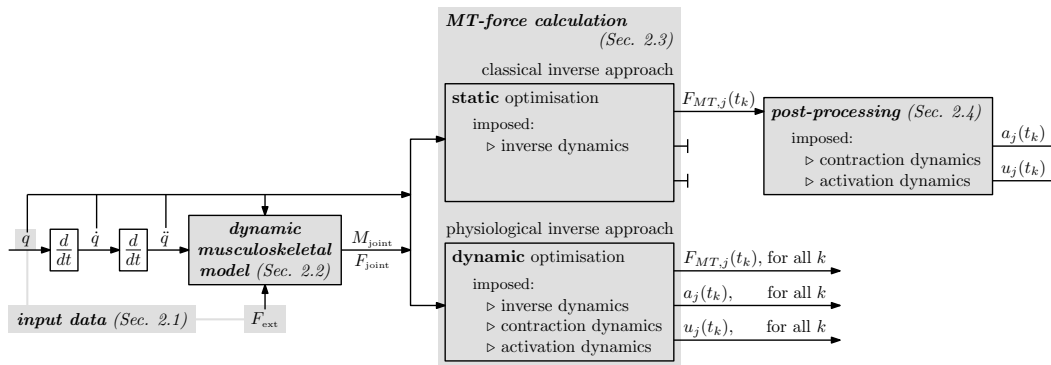 MT-force calculation
(Sec. 2.3)
classical inverse approach
static optimisation
imposed:
▷ inverse dynamics
F_{MT,j}(t_k)
post-processing (Sec. 2.4)
imposed:
▷ contraction dynamics
▷ activation dynamics
a_j(t_k)
u_j(t_k)
q
d/dt
q̇
d/dt
q̈
dynamic
musculoskeletal
model (Sec. 2.2)
M_joint
F_joint
input data (Sec. 2.1)
F_ext
physiological inverse approach
dynamic optimisation
imposed:
▷ inverse dynamics
▷ contraction dynamics
▷ activation dynamics
F_{MT,j}(t_k), for all k
a_j(t_k), for all k
u_j(t_k), for all k